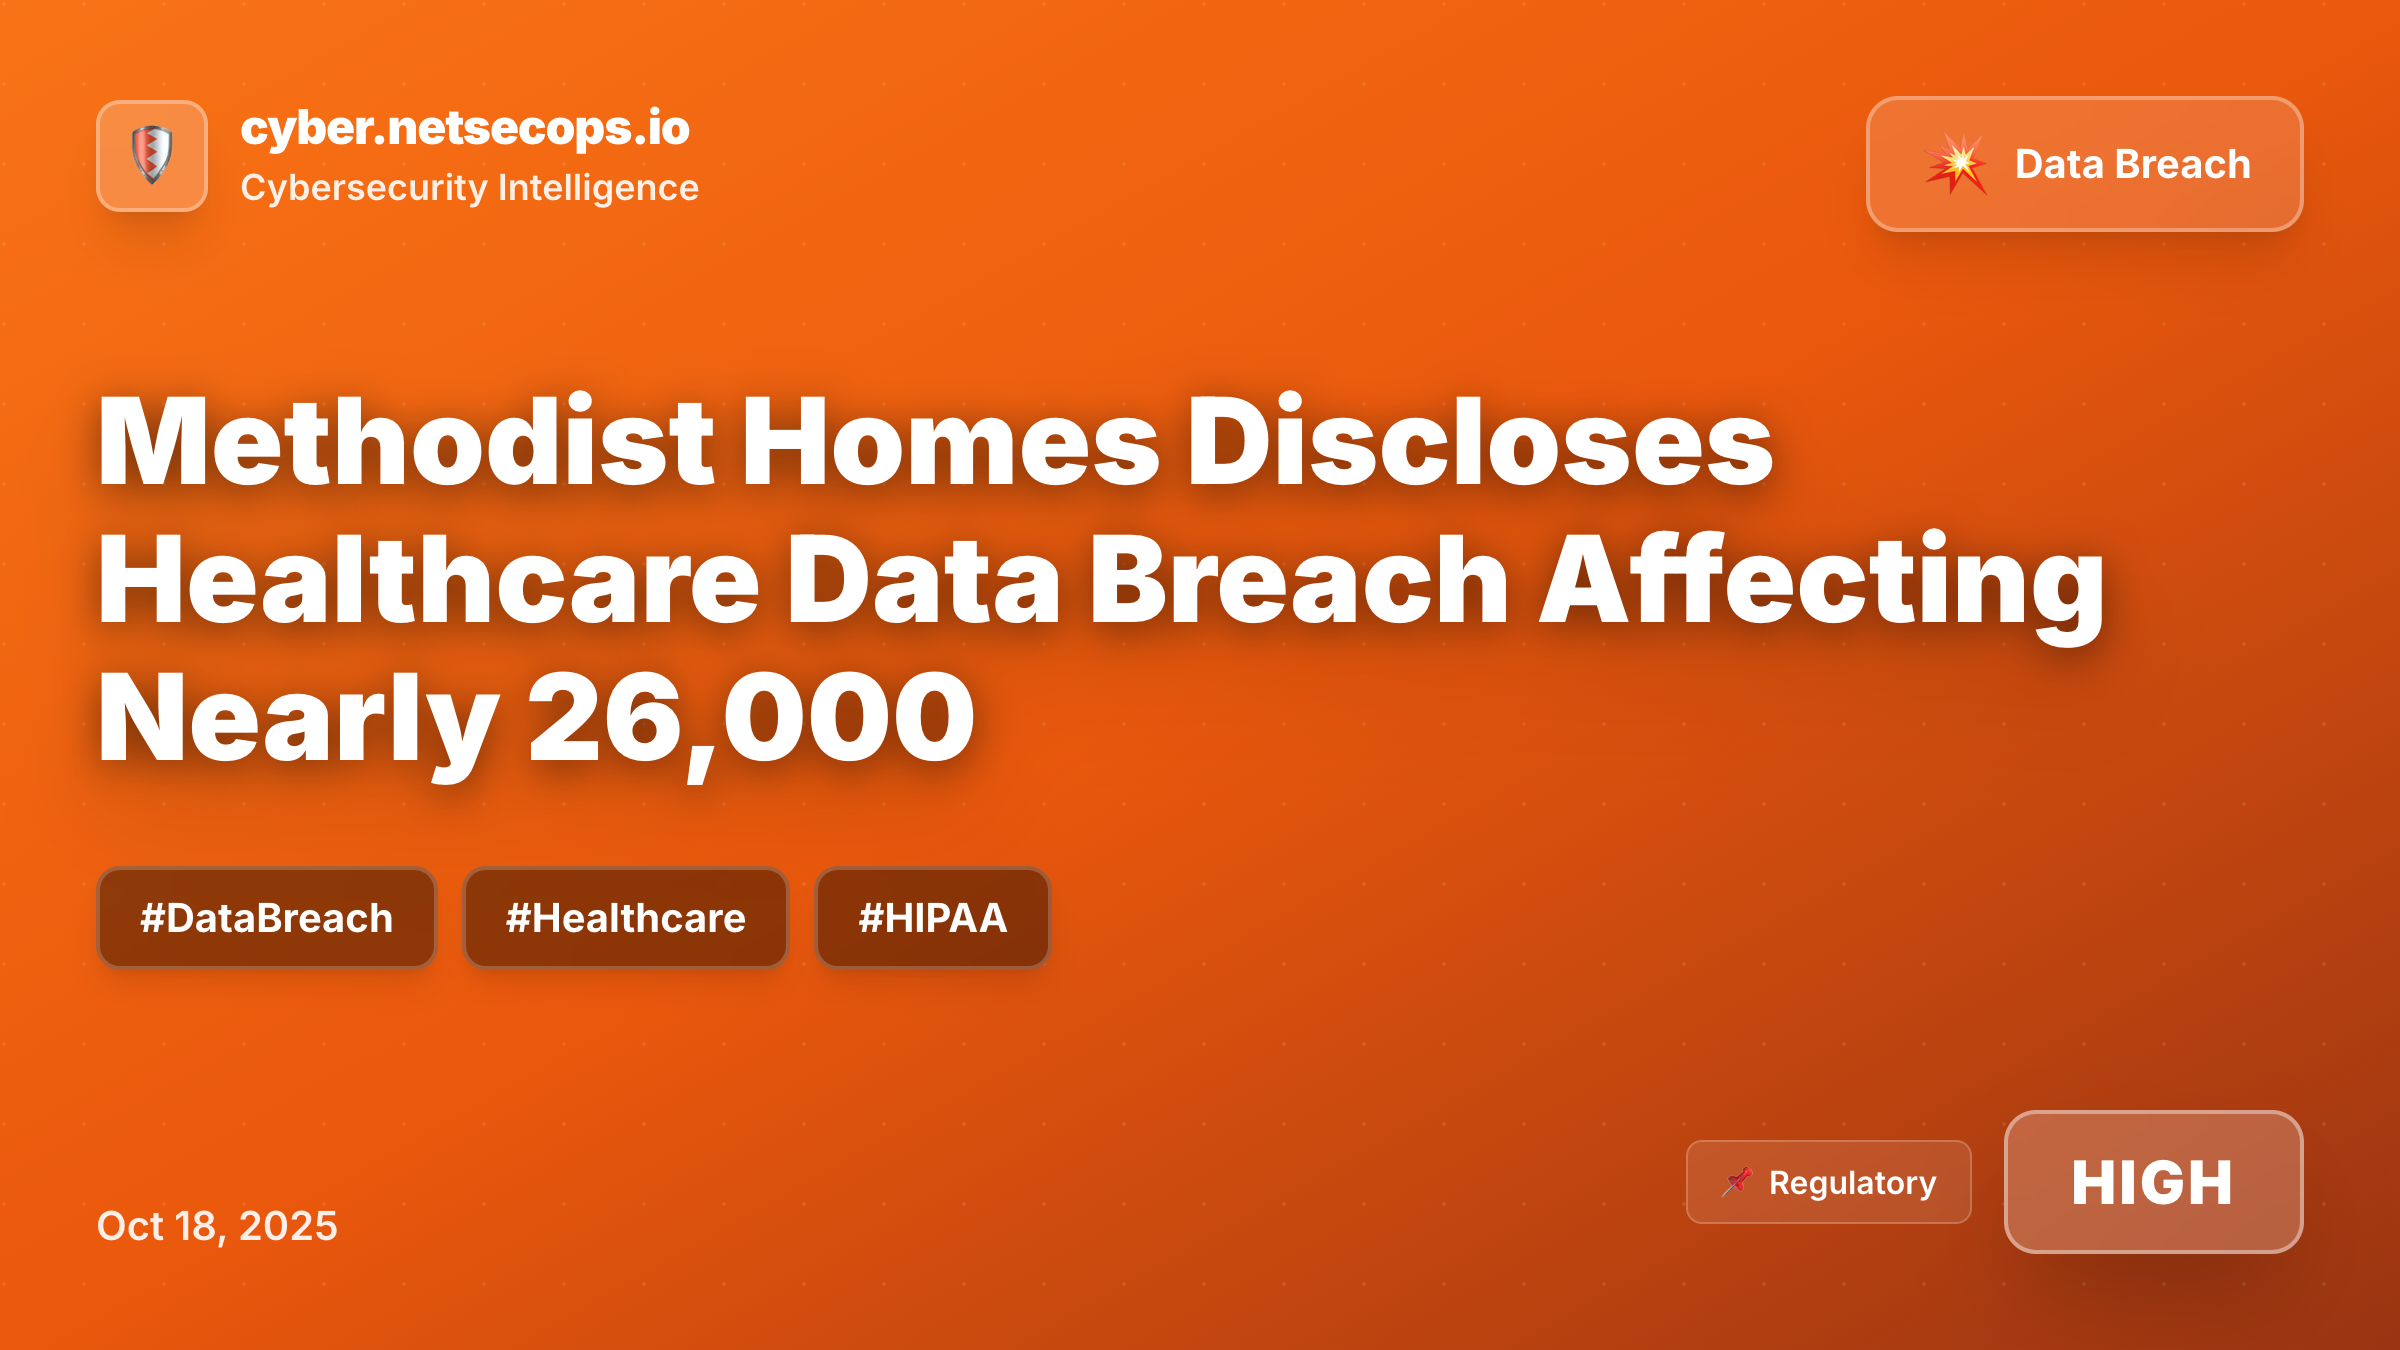 cyber.netsecops.io
Cybersecurity Intelligence
Data Breach
Methodist Homes Discloses
Healthcare Data Breach Affecting
Nearly 26,000
#DataBreach
#Healthcare
#HIPAA
Oct 18, 2025
Regulatory
HIGH